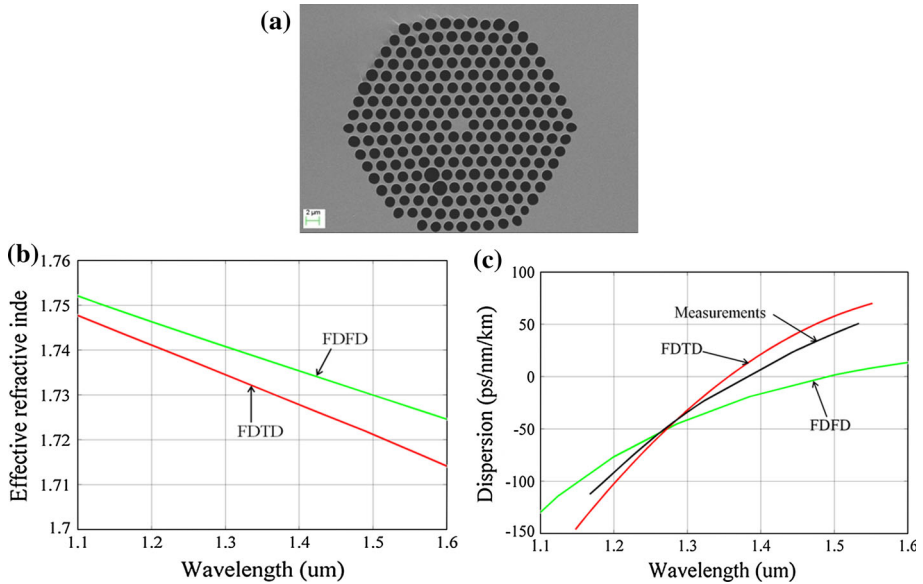 (a)
2 µm
(b)
1.76
1.75
1.74
1.73
1.72
1.71
1.7
1.1 1.2 1.3 1.4 1.5 1.6
Effective refractive inde
Wavelength (um)
FDFD
FDTD
(c)
100
50
0
-50
-100
-150
1.1 1.2 1.3 1.4 1.5 1.6
Dispersion (ps/nm/km)
Wavelength (um)
Measurements
FDTD
FDFD